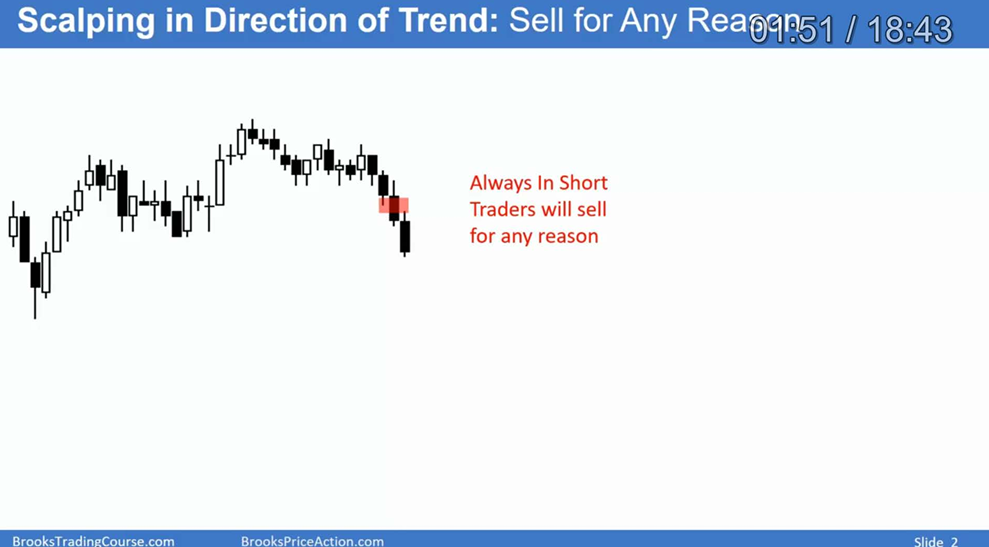 Scalping in Direction of Trend: Sell for Any Reason
01:51 / 18:43
Always In Short
Traders will sell
for any reason
BrooksTradingCourse.com
BrooksPriceAction.com
Slide 2